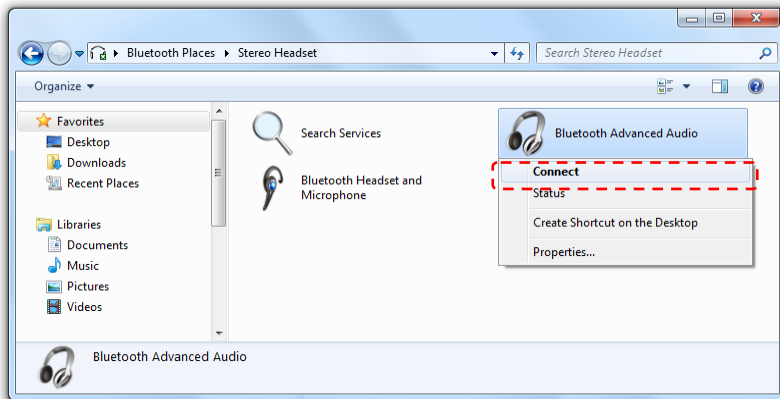 Bluetooth Places Stereo Headset Search Stereo Headset
Organize
Favorites
Desktop
Downloads
Recent Places
Libraries
Documents
Music
Pictures
Videos
Search Services
Bluetooth Advanced Audio
Bluetooth Headset and
Microphone
Connect
Status
Create Shortcut on the Desktop
Properties...
Bluetooth Advanced Audio